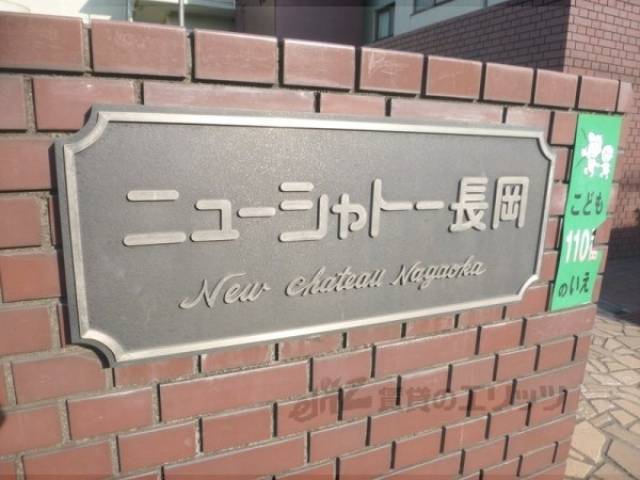 ニューシャトー長岡
New Chateau Nagaoka
こども
110番
のいえ
賃貸のエリッツ